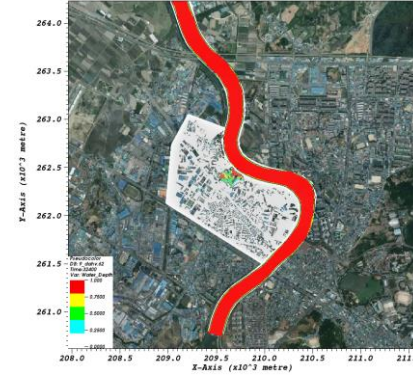 264.0
263.5
263.0
262.5
262.0
261.5
261.0
Y-Axis (x10^3 metre)
Pseudocolor
Var: Water_Depth
1.000
0.7500
0.5000
0.2500
0.0000
208.0 208.5 209.0 209.5 210.0 210.5 211.0
X-Axis (x10^3 metre)